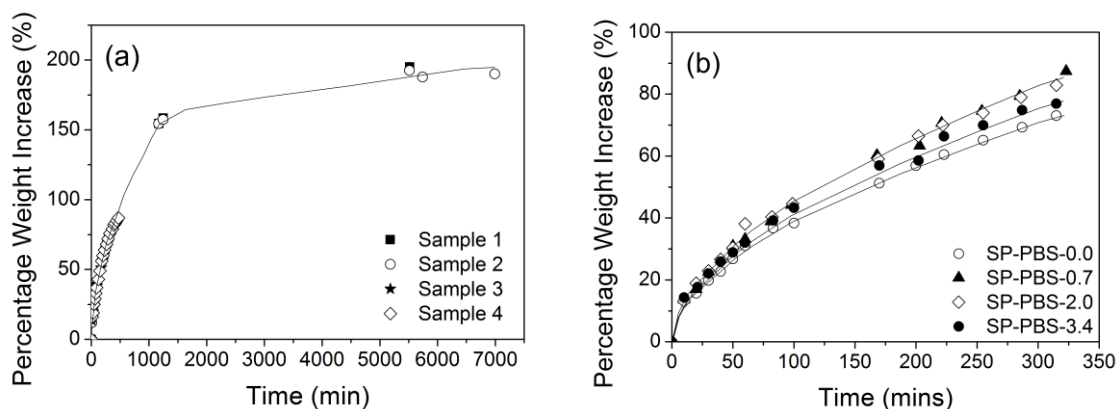 (a)
Percentage Weight Increase (%)
200
150
100
50
0
0 1000 2000 3000 4000 5000 6000 7000
Time (min)
Sample 1
Sample 2
Sample 3
Sample 4
(b)
Percentage Weight Increase (%)
100
80
60
40
20
0
0 50 100 150 200 250 300 350
Time (mins)
SP-PBS-0.0
SP-PBS-0.7
SP-PBS-2.0
SP-PBS-3.4